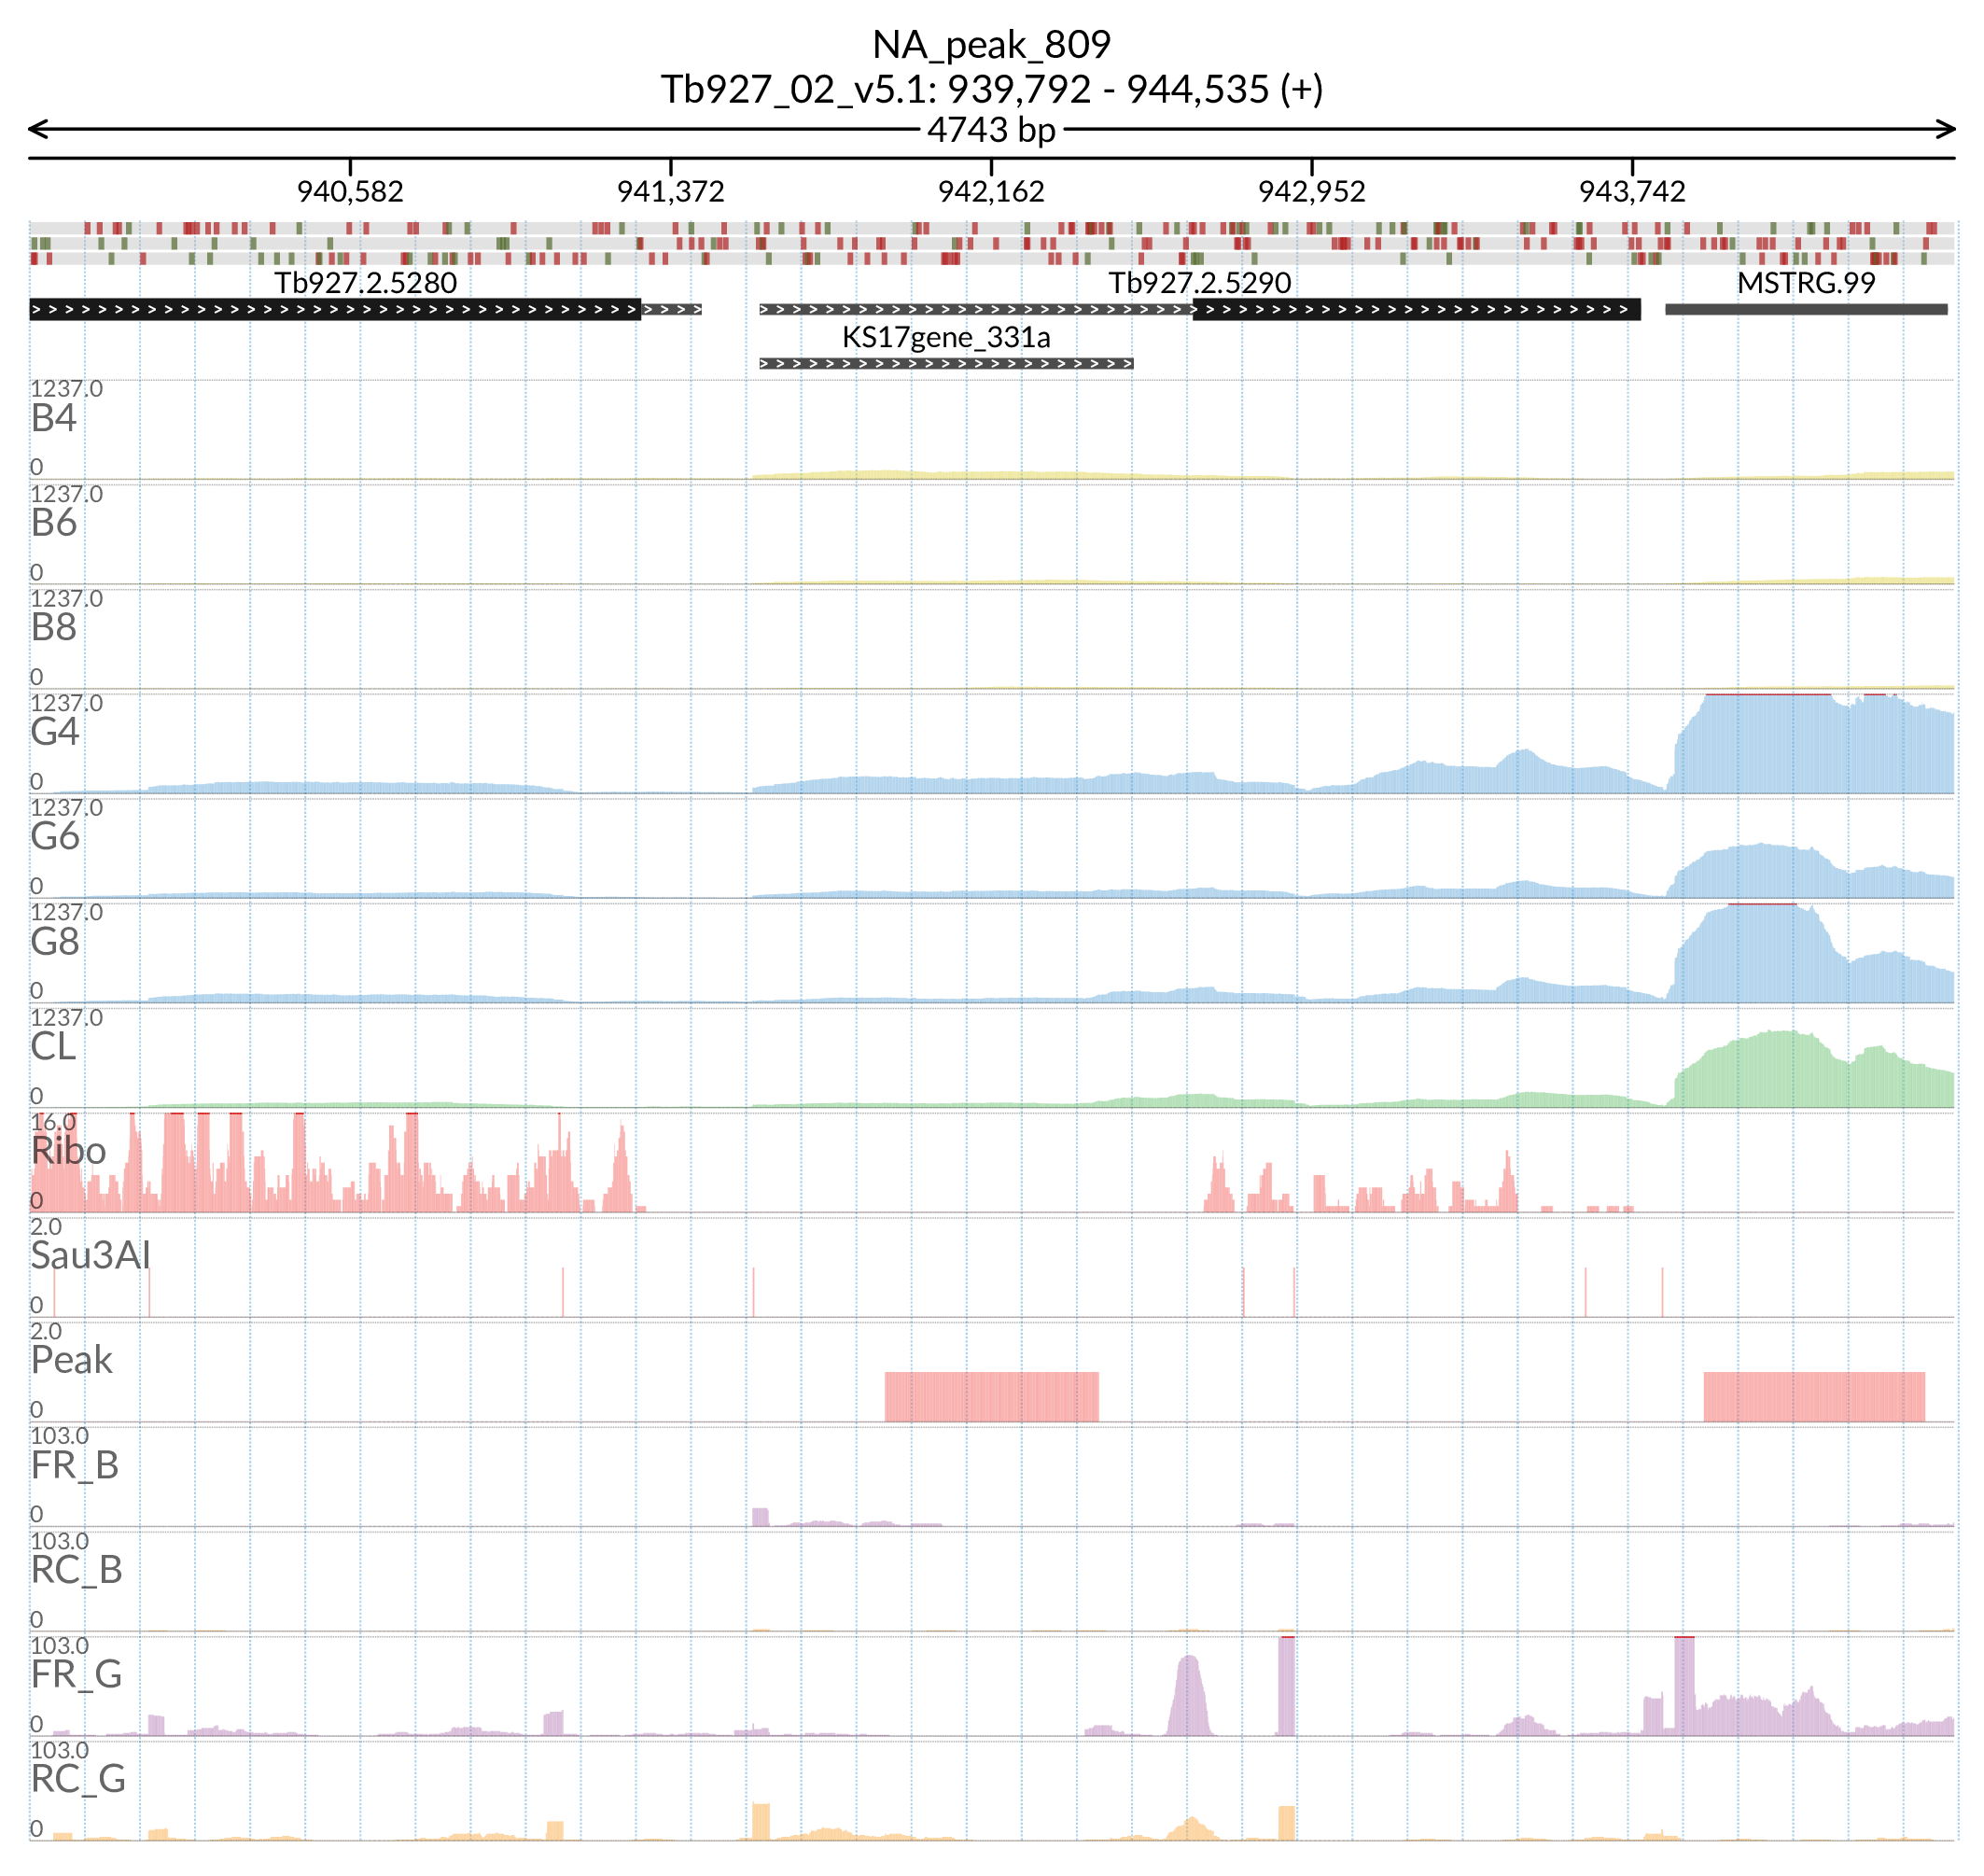 NA_peak_809
Tb927_02_v5.1: 939,792 - 944,535 (+)
4743 bp
940,582 941,372 942,162 942,952 943,742
Tb927.2.5280 Tb927.2.5290 MSTRG.99
KS17gene_331a
1237.0
B4
0
1237.0
B6
0
1237.0
B8
0
1237.0
G4
0
1237.0
G6
0
1237.0
G8
0
1237.0
CL
0
16.0
Ribo
0
2.0
Sau3AI
0
2.0
Peak
0
103.0
FR_B
0
103.0
RC_B
0
103.0
FR_G
0
103.0
RC_G
0